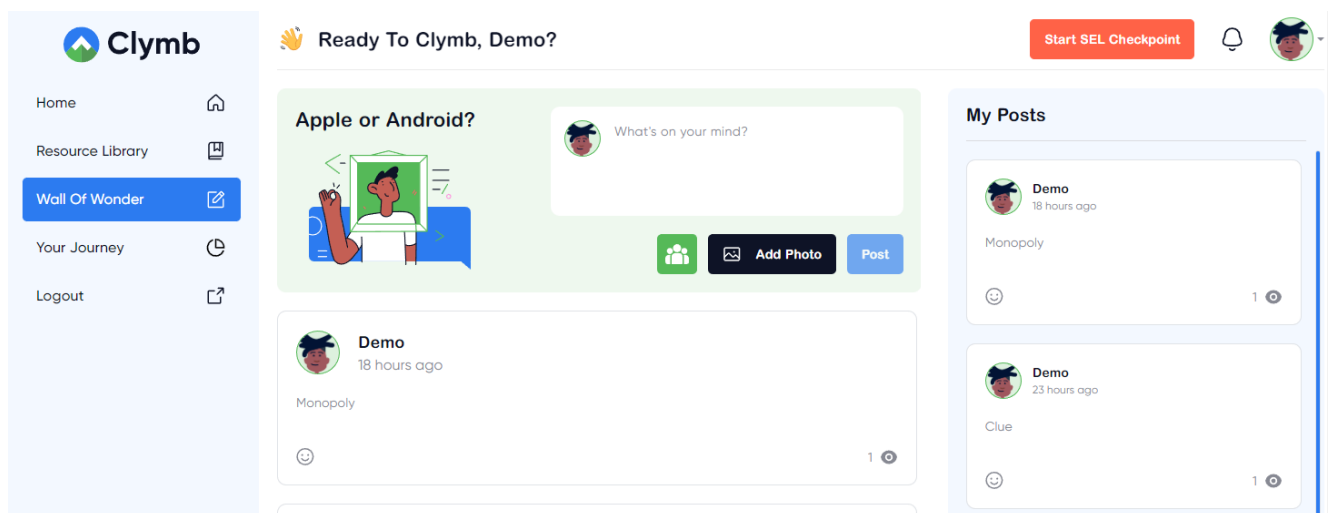 Clymb
Home
Resource Library
Wall Of Wonder
Your Journey
Logout
Ready To Clymb, Demo?
Start SEL Checkpoint
Apple or Android?
What's on your mind?
Add Photo
Post
Demo
18 hours ago
Monopoly
1
My Posts
Demo
18 hours ago
Monopoly
1
Demo
23 hours ago
Clue
1